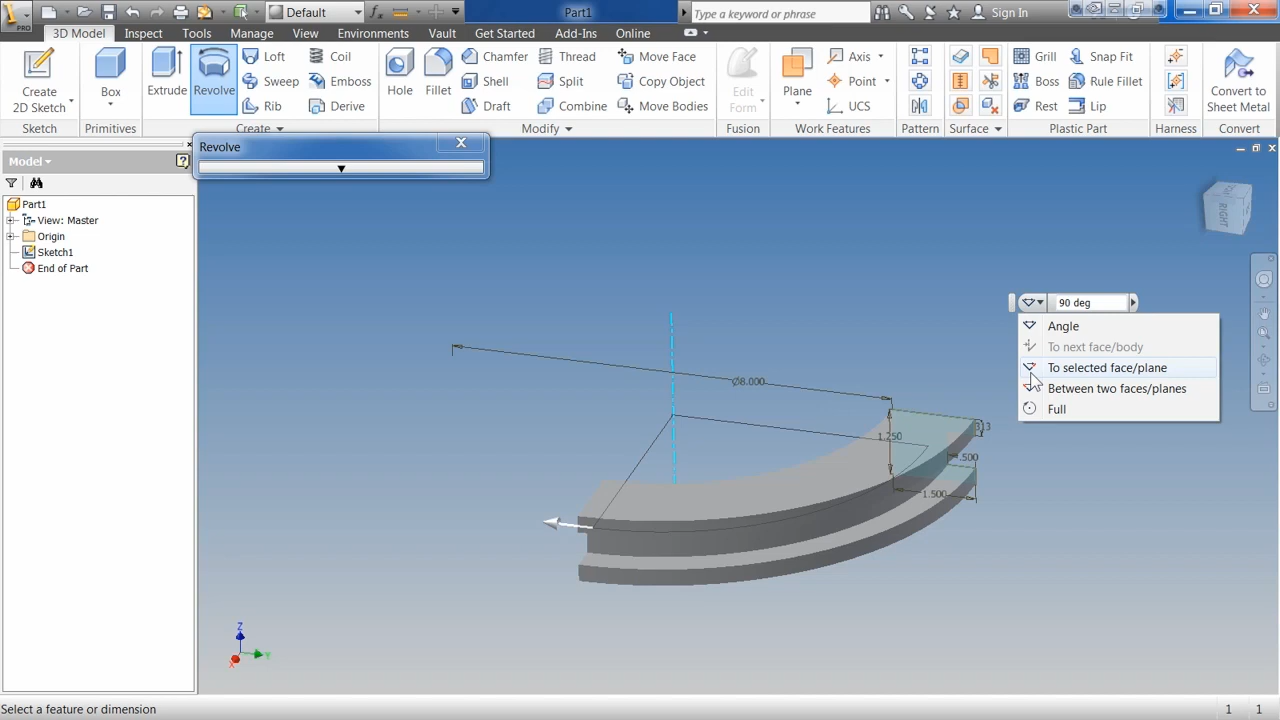 Default
Part1
Type a keyword or phrase
Sign In
PRO
3D Model
Inspect
Tools
Manage
View
Environments
Vault
Get Started
Add-Ins
Online
Create
2D Sketch
Box
Extrude
Revolve
Loft
Coil
Sweep
Emboss
Rib
Derive
Hole
Fillet
Chamfer
Thread
Move Face
Shell
Split
Copy Object
Draft
Combine
Move Bodies
Edit
Form
Plane
Axis
Point
UCS
Grill
Snap Fit
Boss
Rule Fillet
Rest
Lip
Convert to
Sheet Metal
Sketch
Primitives
Create
Modify
Fusion
Work Features
Pattern
Surface
Plastic Part
Harness
Convert
Revolve
Model
Part1
View: Master
Origin
Sketch1
End of Part
RIGHT
90 deg
Angle
To next face/body
To selected face/plane
Between two faces/planes
Full
Ø8.000
1.250
.500
1.500
Z
Y
X
Select a feature or dimension
1 1